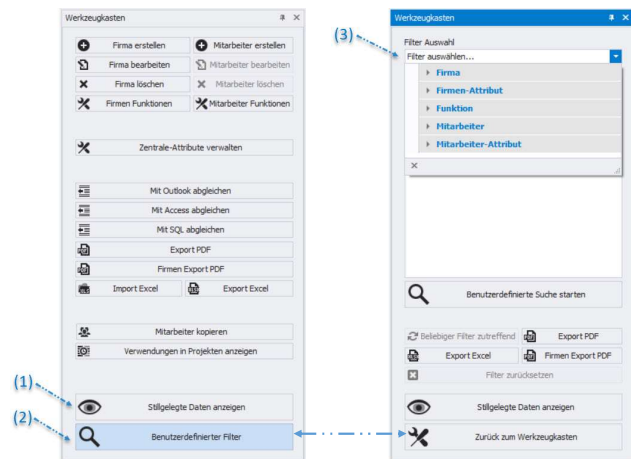 Werkzeugkasten
Firma erstellen
Mitarbeiter erstellen
Firma bearbeiten
Mitarbeiter bearbeiten
Firma löschen
Mitarbeiter löschen
Firmen Funktionen
Mitarbeiter Funktionen
Zentrale-Attribute verwalten
Mit Outlook abgleichen
Mit Access abgleichen
Mit SQL abgleichen
Export PDF
Firmen Export PDF
Import Excel
Export Excel
Mitarbeiter kopieren
Verwendungen in Projekten anzeigen
(1)
Stillgelegte Daten anzeigen
(2)
Benutzerdefinierter Filter
Werkzeugkasten
(3)
Filter Auswahl
Filter auswählen...
Firma
Firmen-Attribut
Funktion
Mitarbeiter
Mitarbeiter-Attribut
Benutzerdefinierte Suche starten
Beliebiger Filter zutreffend
Export PDF
Export Excel
Firmen Export PDF
Filter zurücksetzen
Stillgelegte Daten anzeigen
Zurück zum Werkzeugkasten